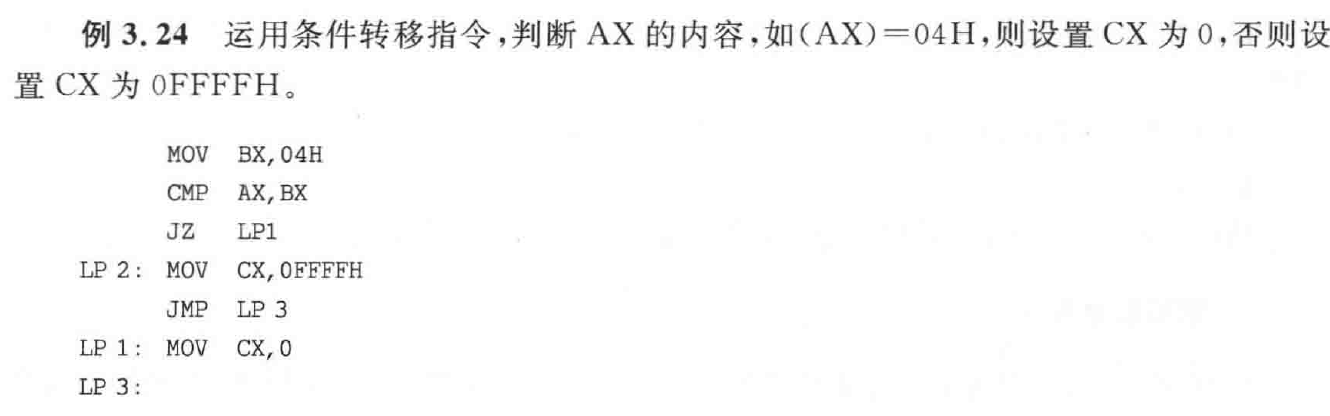 例 3.24 运用条件转移指令,判断 AX 的内容,如(AX)=04H,则设置 CX 为 0,否则设
置 CX 为 0FFFFH。
MOV BX,04H
CMP AX,BX
JZ LP1
LP 2: MOV CX,0FFFFH
JMP LP 3
LP 1: MOV CX,0
LP 3: